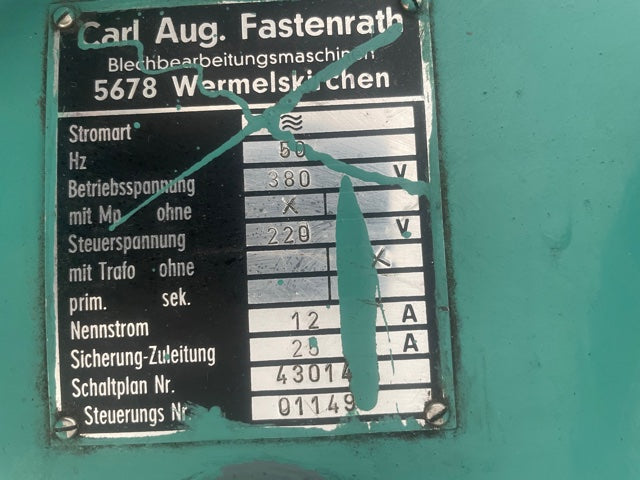 Carl Aug. Fastenrath
Blechbearbeitungsmaschinen
5678 Wermelskirchen
Stromart ≋
Hz 50
Betriebsspannung 380 V
mit Mp ohne X
Steuerspannung 220 V
mit Trafo ohne X
prim. sek.
Nennstrom 12 A
Sicherung-Zuleitung A
Schaltplan Nr.
Steuerungs Nr